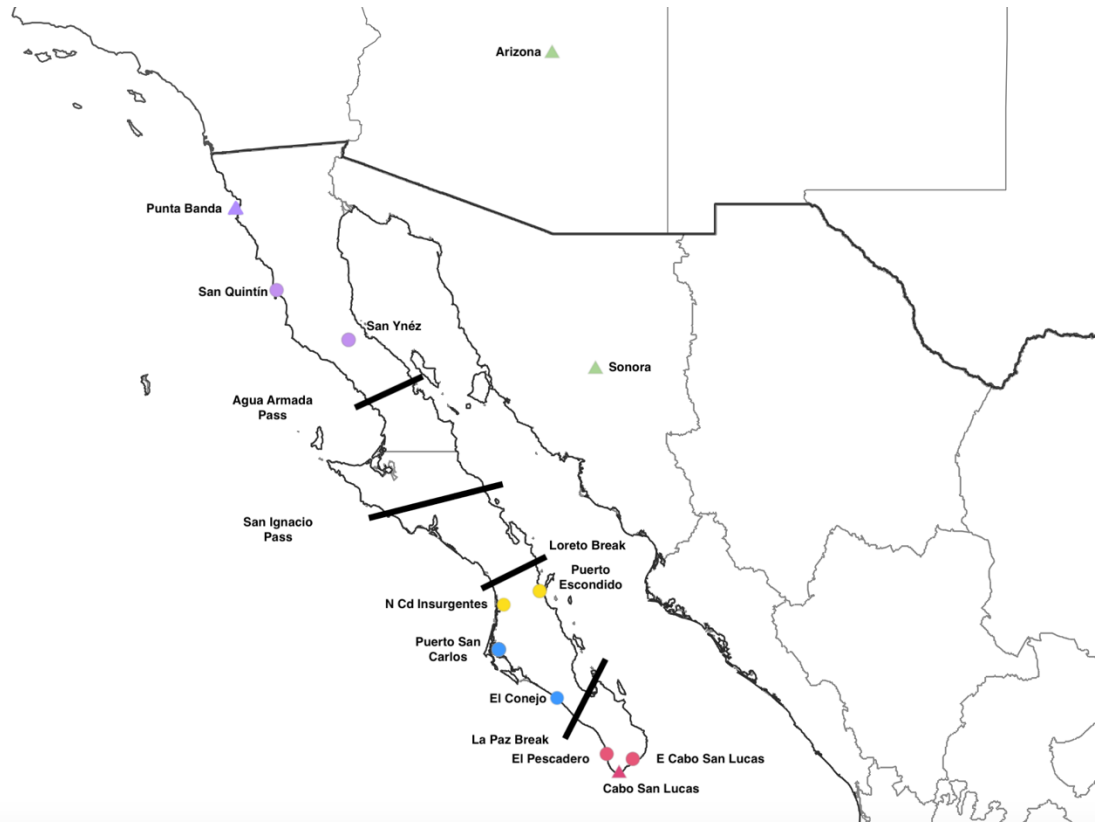 Arizona
Punta Banda
San Quintín
San Ynéz
Sonora
Agua Armada
Pass
San Ignacio
Pass
Loreto Break
Puerto
Escondido
N Cd Insurgentes
Puerto San
Carlos
El Conejo
La Paz Break
El Pescadero
E Cabo San Lucas
Cabo San Lucas